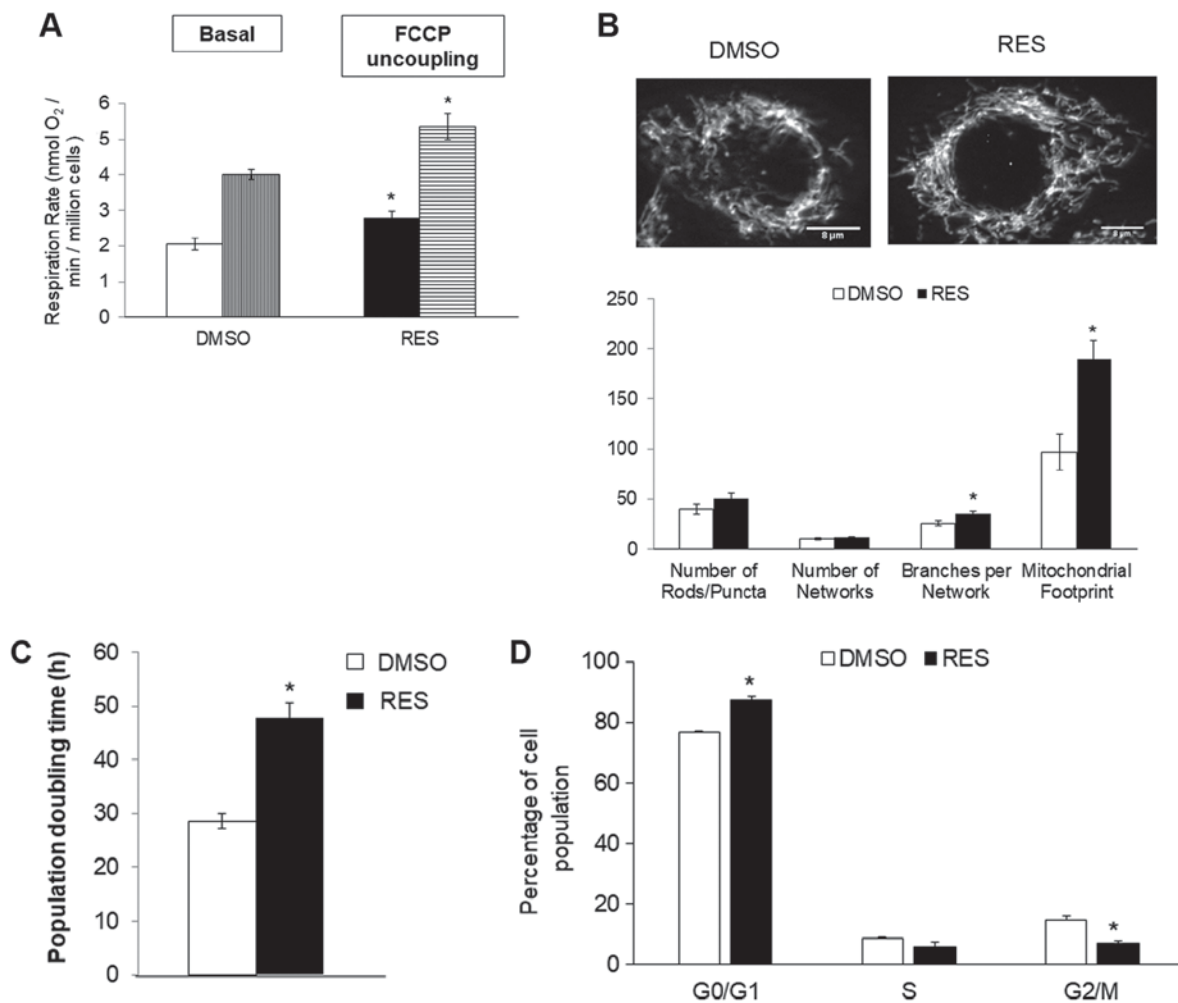 A
Basal
FCCP
uncoupling
Respiration Rate (nmol O2 /
min / million cells )
6
5
4
3
2
1
0
*
*
DMSO
RES
B
DMSO
RES
8 µm
8 µm
DMSO RES
250
200
150
100
50
0
*
*
Number of
Rods/Puncta
Number of
Networks
Branches per
Network
Mitochondrial
Footprint
C
Population doubling time (h)
60
50
40
30
20
10
0
*
DMSO
RES
D
DMSO RES
Percentage of cell
population
100
80
60
40
20
0
*
*
G0/G1
S
G2/M